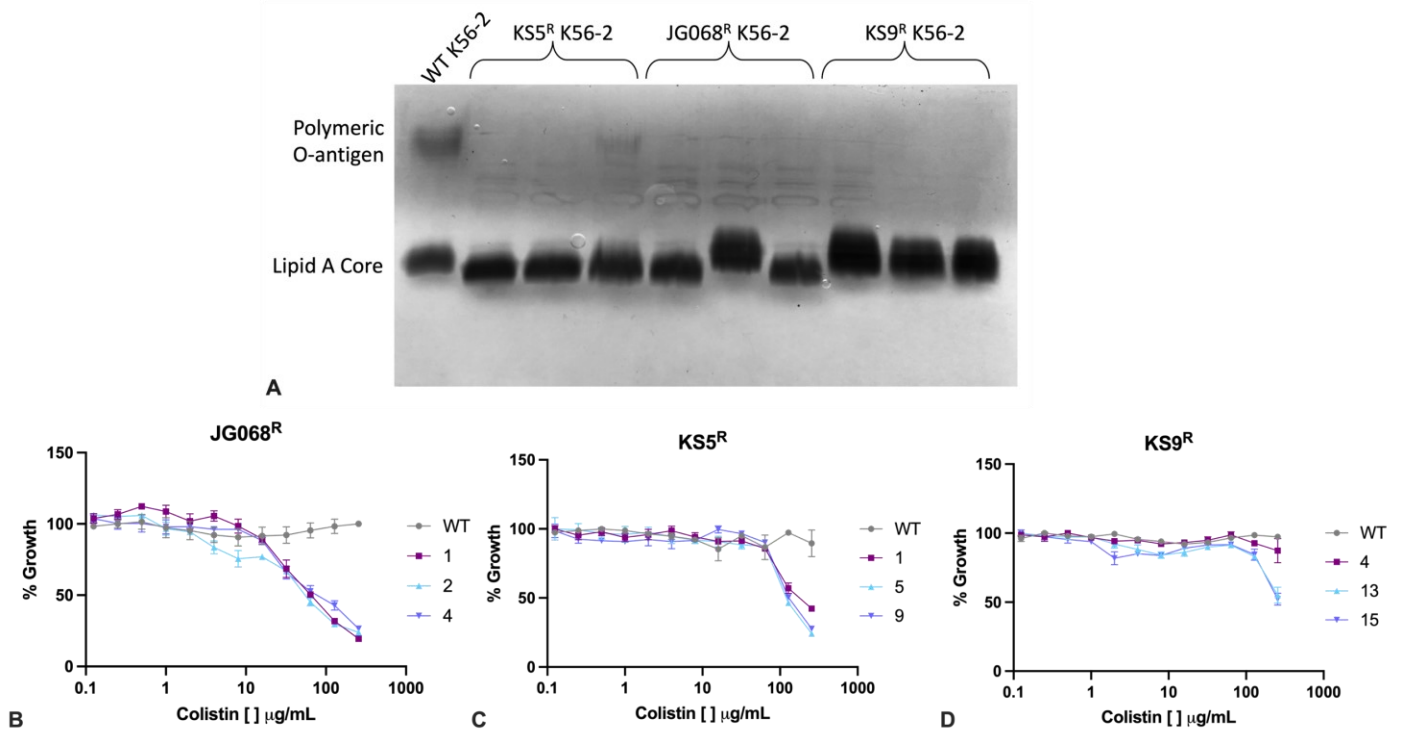 WT K56-2
KS5ᴿ K56-2
JG068ᴿ K56-2
KS9ᴿ K56-2
Polymeric
O-antigen
Lipid A Core
A
JG068ᴿ
150
100
50
0
% Growth
0.1
1
10
100
1000
Colistin [ ] μg/mL
WT
1
2
4
B
KS5ᴿ
150
100
50
0
% Growth
0.1
1
10
100
1000
Colistin [ ] μg/mL
WT
1
5
9
C
KS9ᴿ
150
100
50
0
% Growth
0.1
1
10
100
1000
Colistin [ ] μg/mL
WT
4
13
15
D